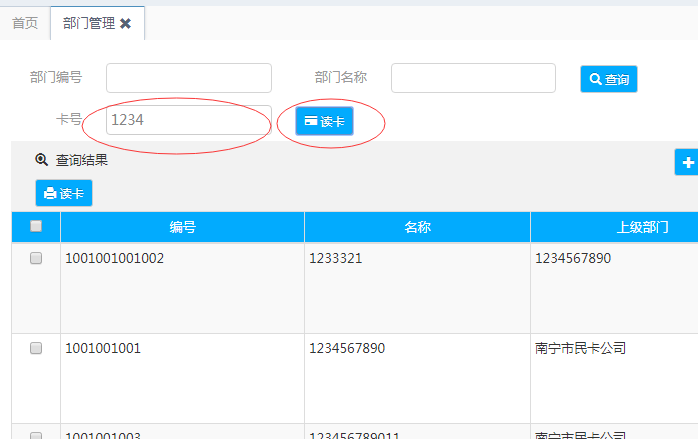 首页 部门管理
部门编号 部门名称 查询
卡号 1234 读卡
查询结果
读卡
编号 名称 上级部门
1001001001002 1233321 1234567890
1001001001 1234567890 南宁市民卡公司
1001001003 123456789011 南宁市民卡公司